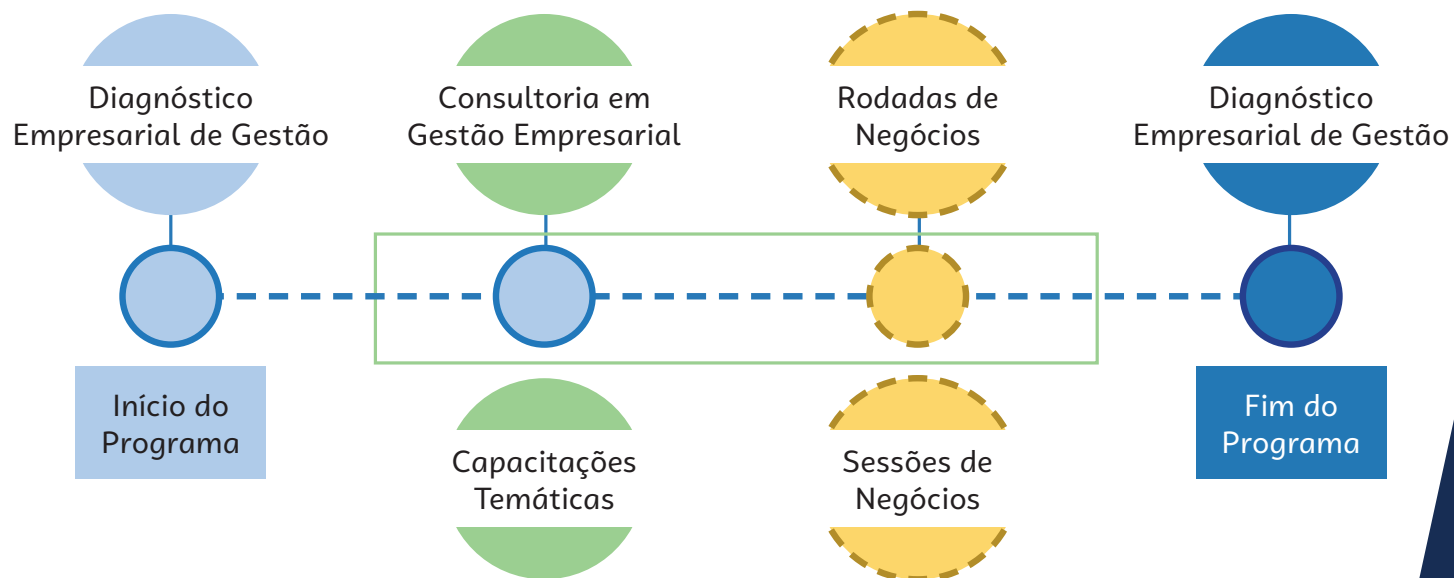 Diagnóstico
Empresarial de Gestão
Consultoria em
Gestão Empresarial
Rodadas de
Negócios
Diagnóstico
Empresarial de Gestão
Início do
Programa
Capacitações
Temáticas
Sessões de
Negócios
Fim do
Programa